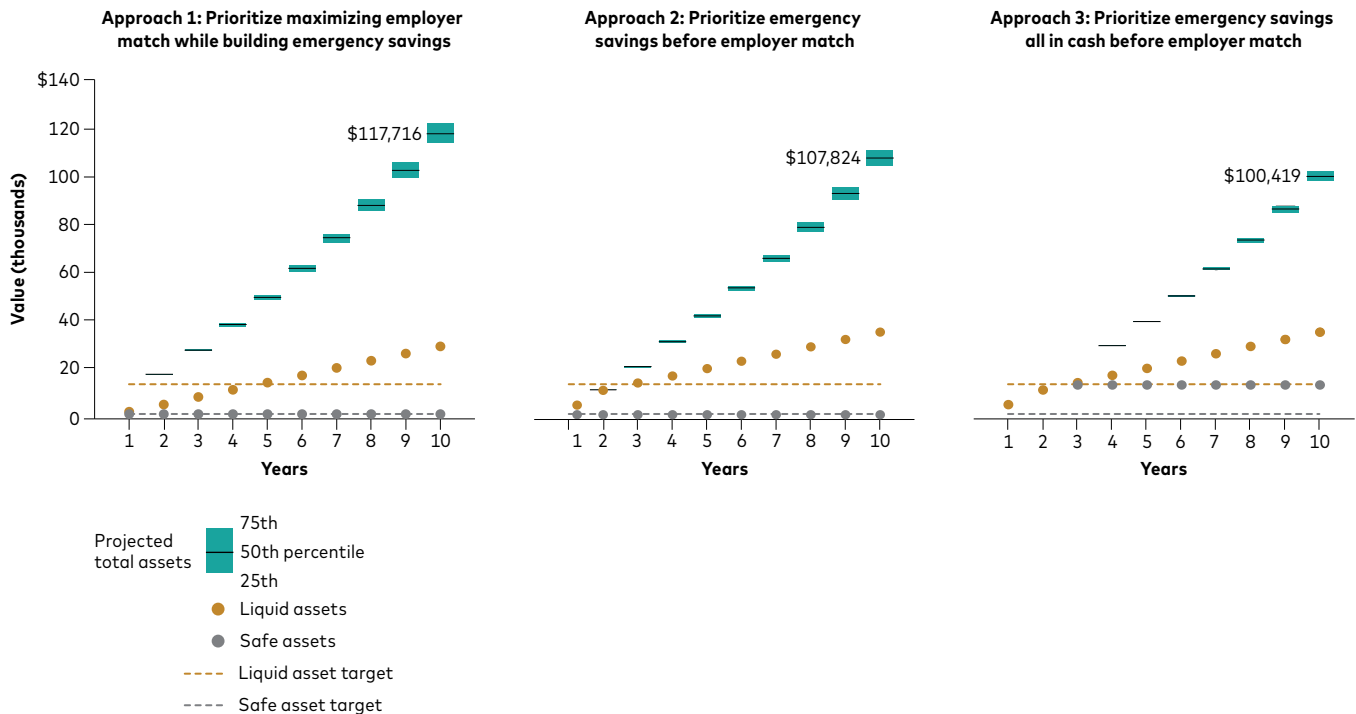 Approach 1: Prioritize maximizing employer
match while building emergency savings
Approach 2: Prioritize emergency
savings before employer match
Approach 3: Prioritize emergency savings
all in cash before employer match
Value (thousands)
$140
120
100
80
60
40
20
0
$117,716
1 2 3 4 5 6 7 8 9 10
Years
$107,824
1 2 3 4 5 6 7 8 9 10
Years
$100,419
1 2 3 4 5 6 7 8 9 10
Years
Projected
total assets
75th
50th percentile
25th
Liquid assets
Safe assets
Liquid asset target
Safe asset target